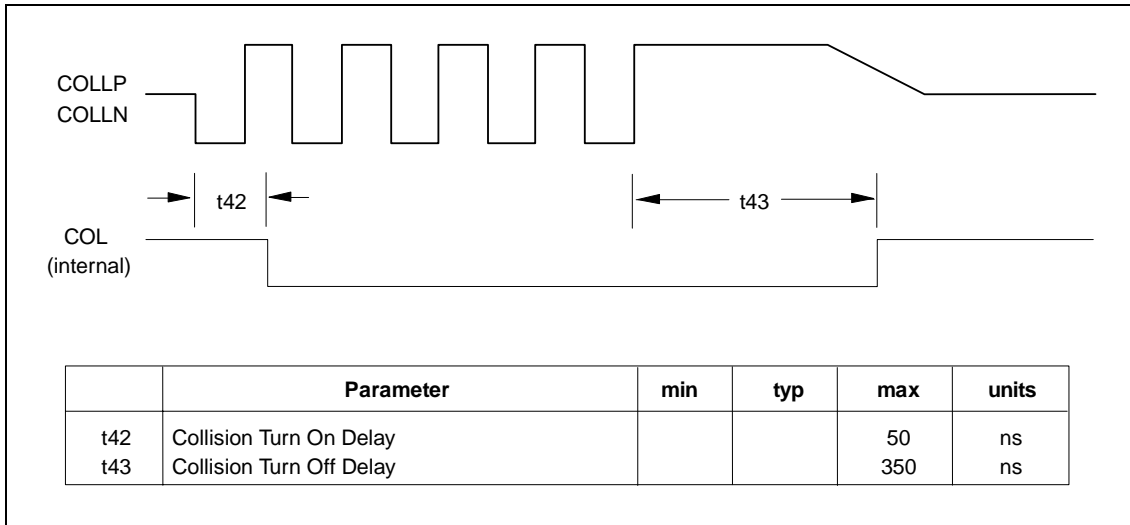 COLLP
COLLN
t42
t43
COL
(internal)
Parameter min typ max units
t42 Collision Turn On Delay 50 ns
t43 Collision Turn Off Delay 350 ns